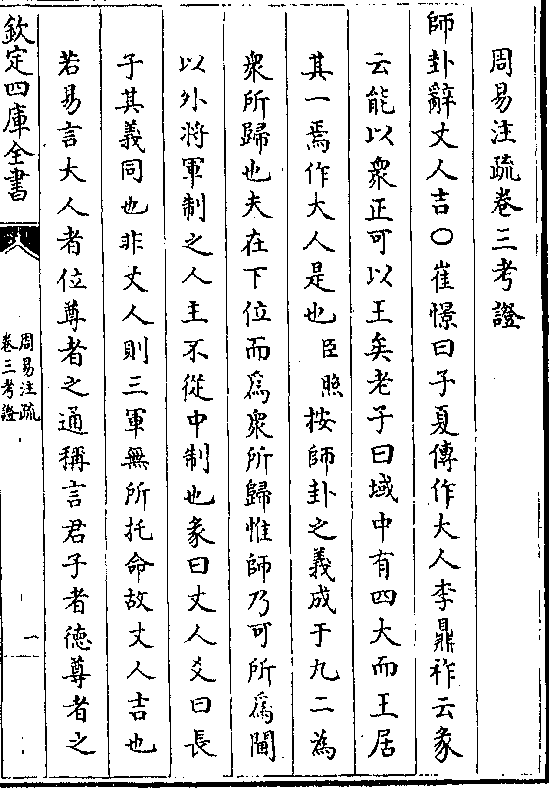 周易注疏卷三考證
師卦辭丈人吉〇崔憬曰子夏傳作大人李鼎祚云彖
云能以衆正可以王矣老子曰域中有四大而王居
其一焉作大人是也臣照按師卦之義成于九二為
衆所歸也夫在下位而爲衆所歸惟師乃可所爲閫
以外將軍制之人主不從中制也彖曰丈人爻曰長
子其義同也非丈人則三軍無所托命故丈人吉也
若易言大人者位尊者之通稱言君子者德尊者之
欽定四庫全書
周易注疏
卷三考證
一